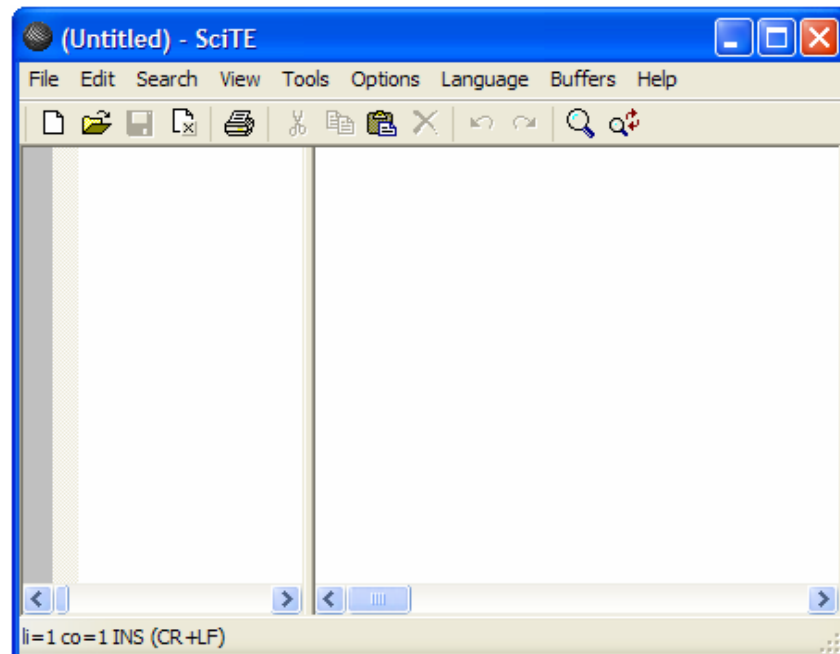 (Untitled) - SciTE
File Edit Search View Tools Options Language Buffers Help
li=1 co=1 INS (CR+LF)